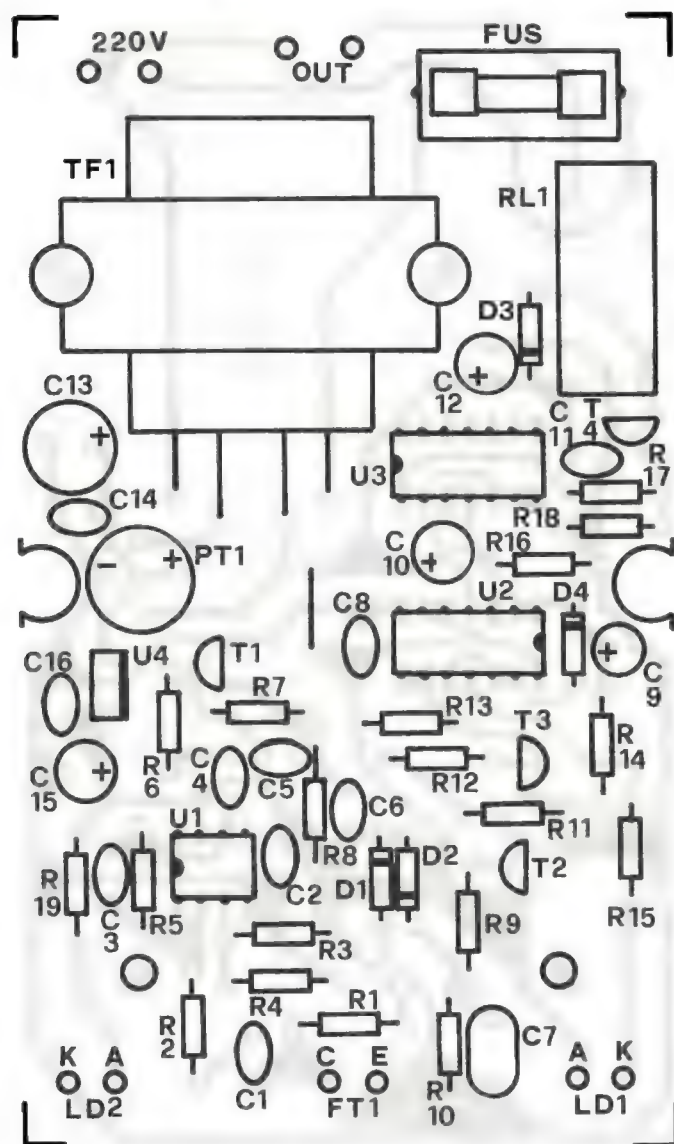 220V
OUT
FUS
TF1
RL1
D3
C13
C
12
C
11
T
4
U3
R
17
C14
R18
PT1
C
10
R16
C8
U2
D4
C16
U4
T1
C
9
R7
R13
T3
R
14
C
15
R
6
C
4
C5
R12
U1
C6
R11
R8
D2
T2
R
19
C
3
R5
C2
D1
R9
R15
R3
R4
R1
R
2
C1
C7
K
A
C
E
A
K
LD2
FT1
R
10
LD1